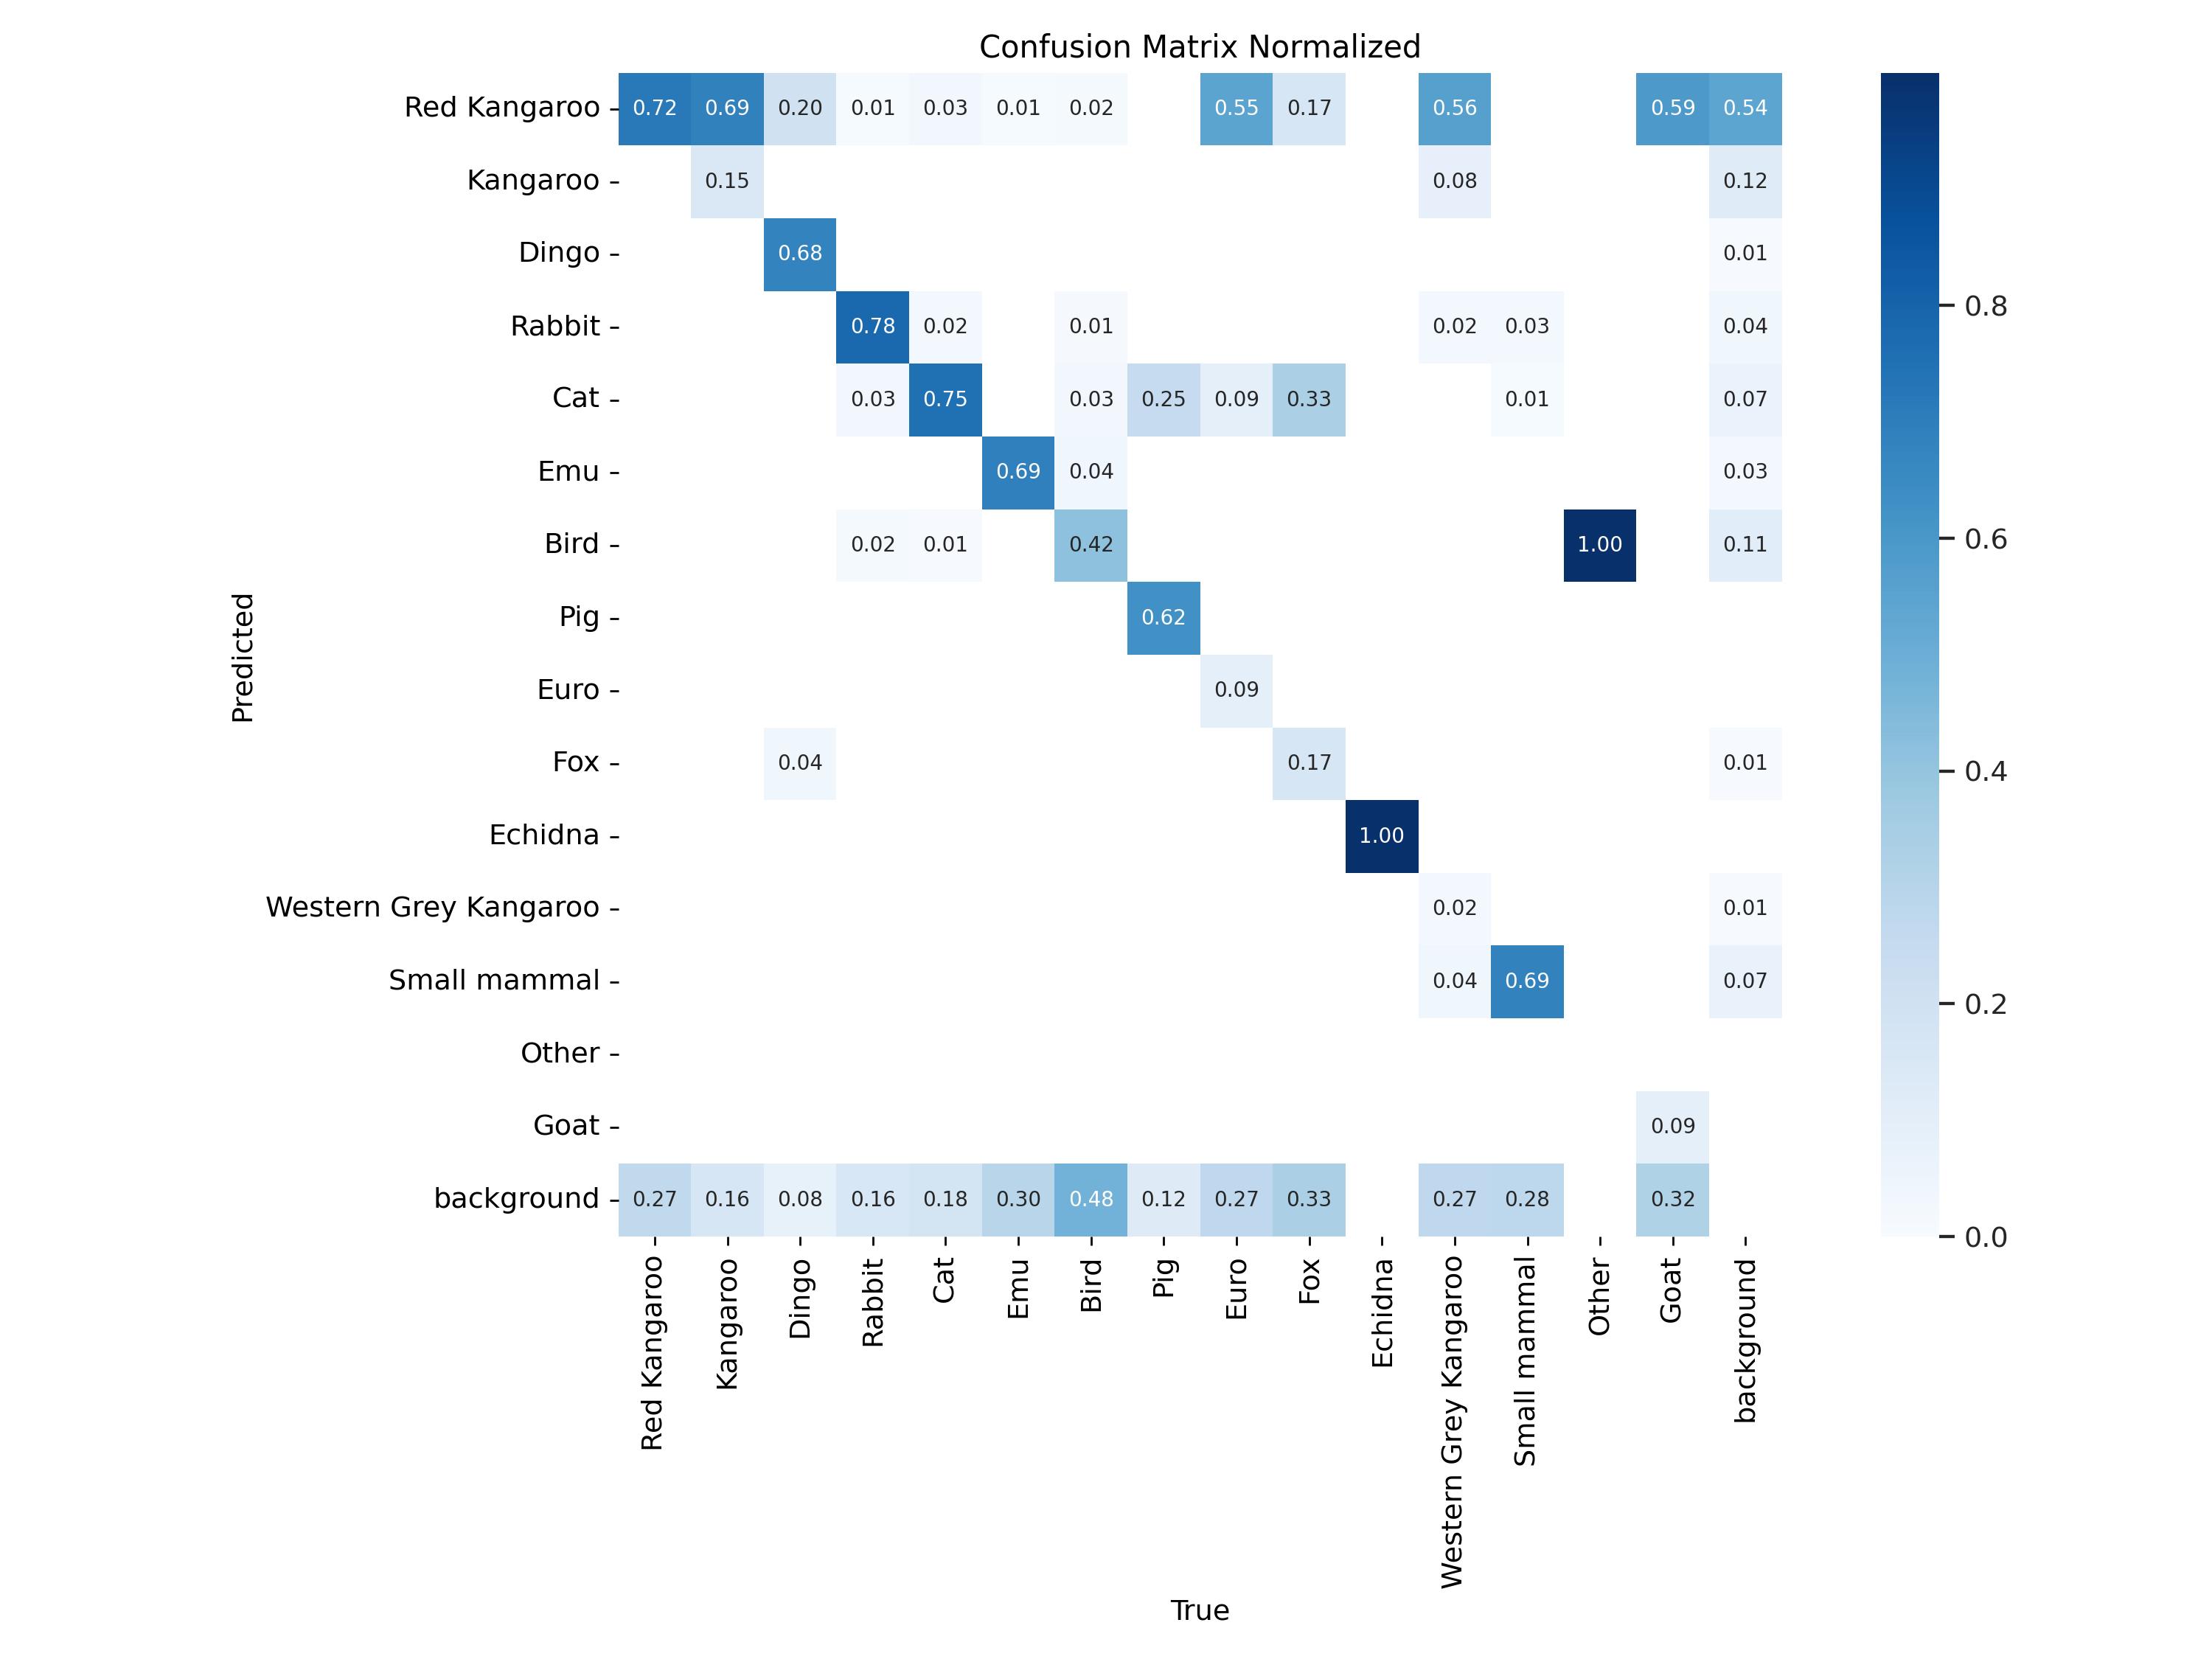 Confusion Matrix Normalized
Red Kangaroo 0.72 0.69 0.20 0.01 0.03 0.01 0.02 0.55 0.17 0.56 0.59 0.54
Kangaroo 0.15 0.08 0.12
Dingo 0.68 0.01
Rabbit 0.78 0.02 0.01 0.02 0.03 0.04
Cat 0.03 0.75 0.03 0.25 0.09 0.33 0.01 0.07
Emu 0.69 0.04 0.03
Bird 0.02 0.01 0.42 1.00 0.11
Pig 0.62
Euro 0.09
Fox 0.04 0.17 0.01
Echidna 1.00
Western Grey Kangaroo 0.02 0.01
Small mammal 0.04 0.69 0.07
Other
Goat 0.09
background 0.27 0.16 0.08 0.16 0.18 0.30 0.48 0.12 0.27 0.33 0.27 0.28 0.32
Predicted
Red Kangaroo
Kangaroo
Dingo
Rabbit
Cat
Emu
Bird
Pig
Euro
Fox
Echidna
Western Grey Kangaroo
Small mammal
Other
Goat
background
True
0.8
0.6
0.4
0.2
0.0